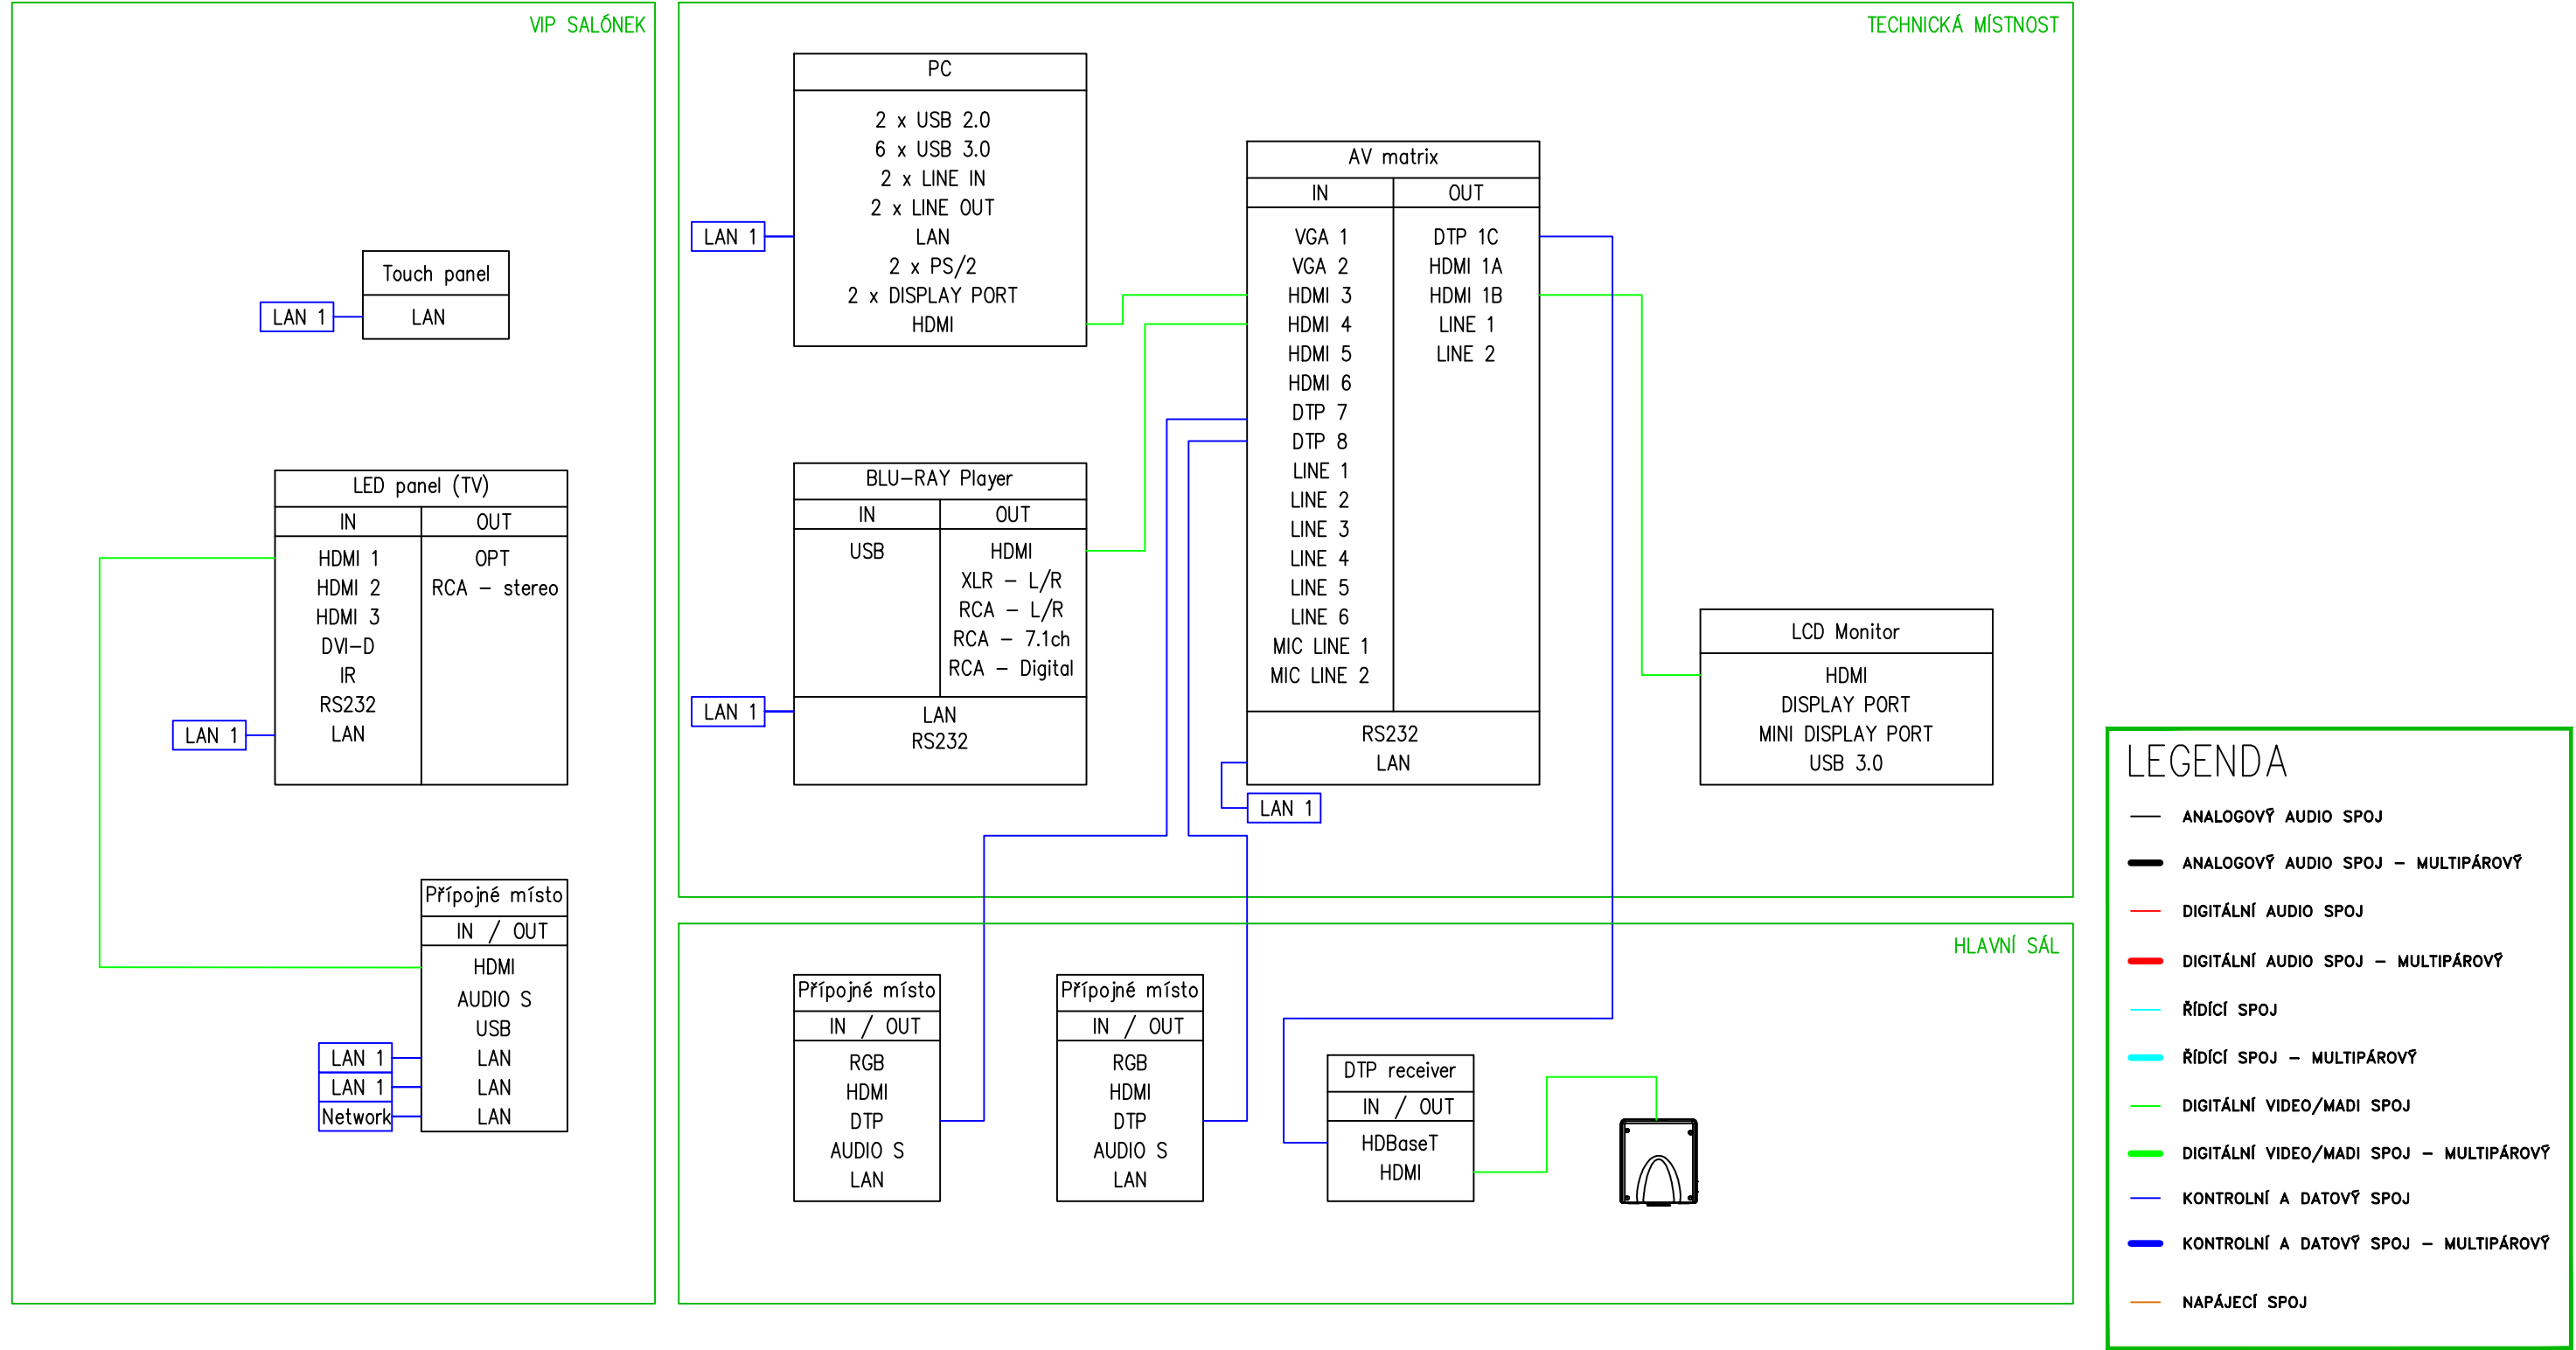 VIP SALÓNEK
Touch panel
LAN 1
LAN
LED panel (TV)
IN
OUT
HDMI 1
OPT
HDMI 2
RCA – stereo
HDMI 3
DVI–D
IR
RS232
LAN 1
LAN
Přípojné místo
IN / OUT
HDMI
AUDIO S
USB
LAN 1
LAN
LAN 1
LAN
Network
LAN
TECHNICKÁ MÍSTNOST
PC
2 x USB 2.0
6 x USB 3.0
2 x LINE IN
2 x LINE OUT
LAN 1
LAN
2 x PS/2
2 x DISPLAY PORT
HDMI
BLU–RAY Player
IN
OUT
USB
HDMI
XLR – L/R
RCA – L/R
RCA – 7.1ch
RCA – Digital
LAN 1
LAN
RS232
AV matrix
IN
OUT
VGA 1
DTP 1C
VGA 2
HDMI 1A
HDMI 3
HDMI 1B
HDMI 4
LINE 1
HDMI 5
LINE 2
HDMI 6
DTP 7
DTP 8
LINE 1
LINE 2
LINE 3
LINE 4
LINE 5
LINE 6
MIC LINE 1
MIC LINE 2
RS232
LAN
LAN 1
LCD Monitor
HDMI
DISPLAY PORT
MINI DISPLAY PORT
USB 3.0
HLAVNÍ SÁL
Přípojné místo
IN / OUT
RGB
HDMI
DTP
AUDIO S
LAN
Přípojné místo
IN / OUT
RGB
HDMI
DTP
AUDIO S
LAN
DTP receiver
IN / OUT
HDBaseT
HDMI
LEGENDA
ANALOGOVÝ AUDIO SPOJ
ANALOGOVÝ AUDIO SPOJ – MULTIPÁROVÝ
DIGITÁLNÍ AUDIO SPOJ
DIGITÁLNÍ AUDIO SPOJ – MULTIPÁROVÝ
ŘÍDÍCÍ SPOJ
ŘÍDÍCÍ SPOJ – MULTIPÁROVÝ
DIGITÁLNÍ VIDEO/MADI SPOJ
DIGITÁLNÍ VIDEO/MADI SPOJ – MULTIPÁROVÝ
KONTROLNÍ A DATOVÝ SPOJ
KONTROLNÍ A DATOVÝ SPOJ – MULTIPÁROVÝ
NAPÁJECÍ SPOJ